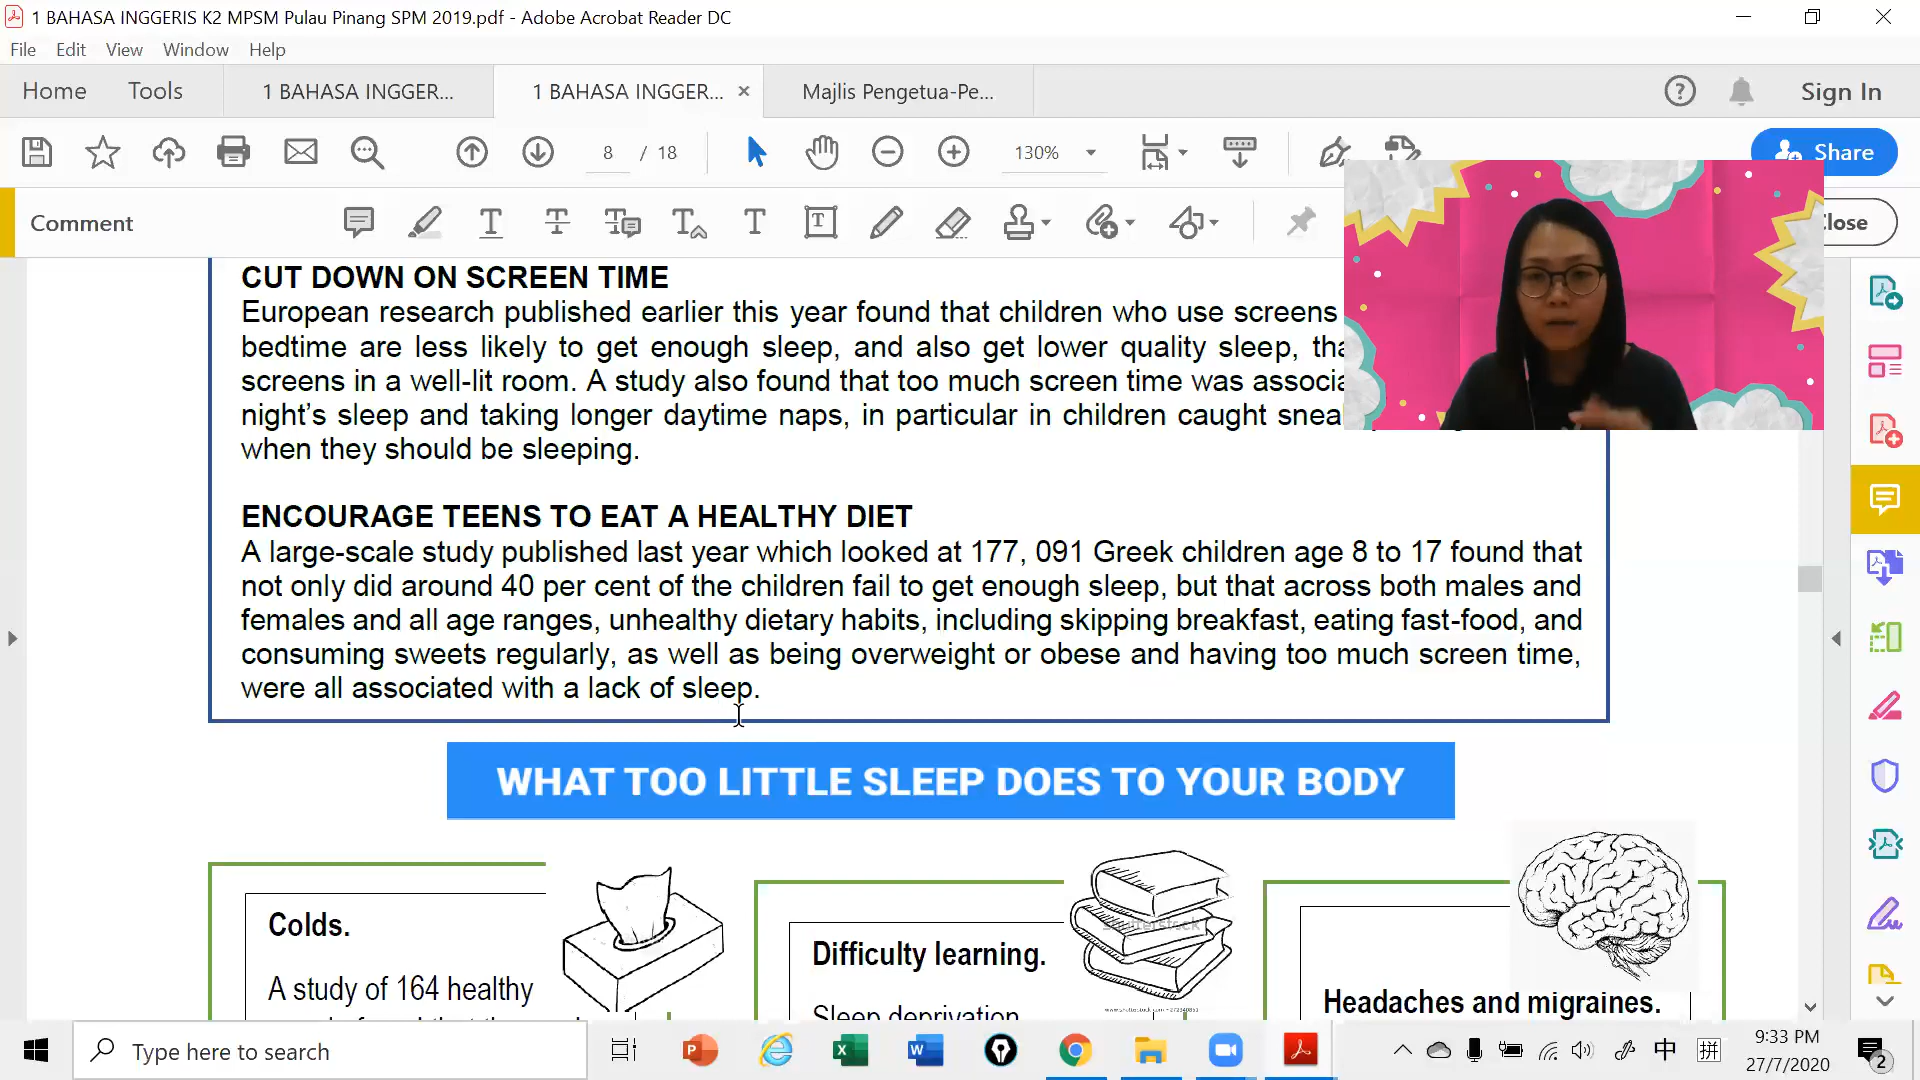 1 BAHASA INGGERIS K2 MPSM Pulau Pinang SPM 2019.pdf - Adobe Acrobat Reader DC
File Edit View Window Help
Home Tools 1 BAHASA INGGER... 1 BAHASA INGGER... × Majlis Pengetua-Pe... Sign In
8 / 18 130% Share
Comment lose
CUT DOWN ON SCREEN TIME
European research published earlier this year found that children who use screens
bedtime are less likely to get enough sleep, and also get lower quality sleep, tha
screens in a well-lit room. A study also found that too much screen time was associa
night's sleep and taking longer daytime naps, in particular in children caught snea
when they should be sleeping.
ENCOURAGE TEENS TO EAT A HEALTHY DIET
A large-scale study published last year which looked at 177, 091 Greek children age 8 to 17 found that
not only did around 40 per cent of the children fail to get enough sleep, but that across both males and
females and all age ranges, unhealthy dietary habits, including skipping breakfast, eating fast-food, and
consuming sweets regularly, as well as being overweight or obese and having too much screen time,
were all associated with a lack of sleep.
WHAT TOO LITTLE SLEEP DOES TO YOUR BODY
Colds.
A study of 164 healthy
Difficulty learning.
Sleep deprivation
shutterstock
Headaches and migraines.
Type here to search
中 拼
9:33 PM
27/7/2020
2